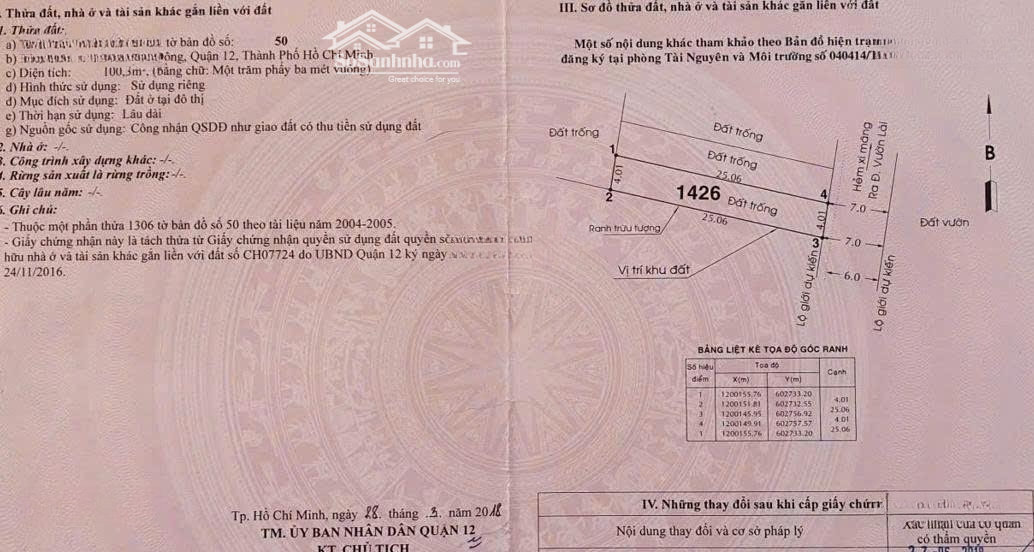 . Thửa đất, nhà ở và tài sản khác gắn liền với đất
1. Thửa đất:
a) tờ bản đồ số: 50
b) Quận 12, Thành Phố Hồ Chí Minh
c) Diện tích: 100,3m², (bằng chữ: Một trăm phẩy ba mét vuông)
d) Hình thức sử dụng: Sử dụng riêng
đ) Mục đích sử dụng: Đất ở tại đô thị
e) Thời hạn sử dụng: Lâu dài
g) Nguồn gốc sử dụng: Công nhận QSDĐ như giao đất có thu tiền sử dụng đất
2. Nhà ở: -/-
3. Công trình xây dựng khác: -/-.
4. Rừng sản xuất là rừng trồng:-/-.
5. Cây lâu năm: -/-
6. Ghi chú:
- Thuộc một phần thửa 1306 tờ bản đồ số 50 theo tài liệu năm 2004-2005.
- Giấy chứng nhận này là tách thửa từ Giấy chứng nhận quyền sử dụng đất quyền sở
hữu nhà ở và tài sản khác gắn liền với đất số CH07724 do UBND Quận 12 ký ngày
24/11/2016.
SoSanhnha.com
Great choice for you
Tp. Hồ Chí Minh, ngày 28 tháng 3 năm 2018
TM. ỦY BAN NHÂN DÂN QUẬN 12
KT. CHỦ TỊCH
III. Sơ đồ thửa đất, nhà ở và tài sản khác gắn liền với đất
Một số nội dung khác tham khảo theo Bản đồ hiện
đăng ký tại phòng Tài Nguyên và Môi trường số
Đất trống
Đất trống
Đất trống
25.06
1
4.01
2
1426
Đất trống
25.06
4
4.01
3
Hẻm xi măng
Ra Đ. Vườn Lài
7.0
7.0
6.0
Đất vườn
B
Ranh trừu tượng
Vị trí khu đất
Lộ giới dự kiến
Lộ giới dự kiến
BẢNG LIỆT KÊ TỌA ĐỘ GÓC RANH
Số hiệu điểm Tọa độ Cạnh
X(m) Y(m)
1 1200155.76 602733.20
4.01
2 1200151.81 602732.55
25.06
3 1200145.95 602756.92
4.01
4 1200149.91 602757.57
25.06
1 1200155.76 602733.20
IV. Những thay đổi sau khi cấp giấy
Nội dung thay đổi và cơ sở pháp lý
Xác nhận của cơ quan
có thẩm quyền